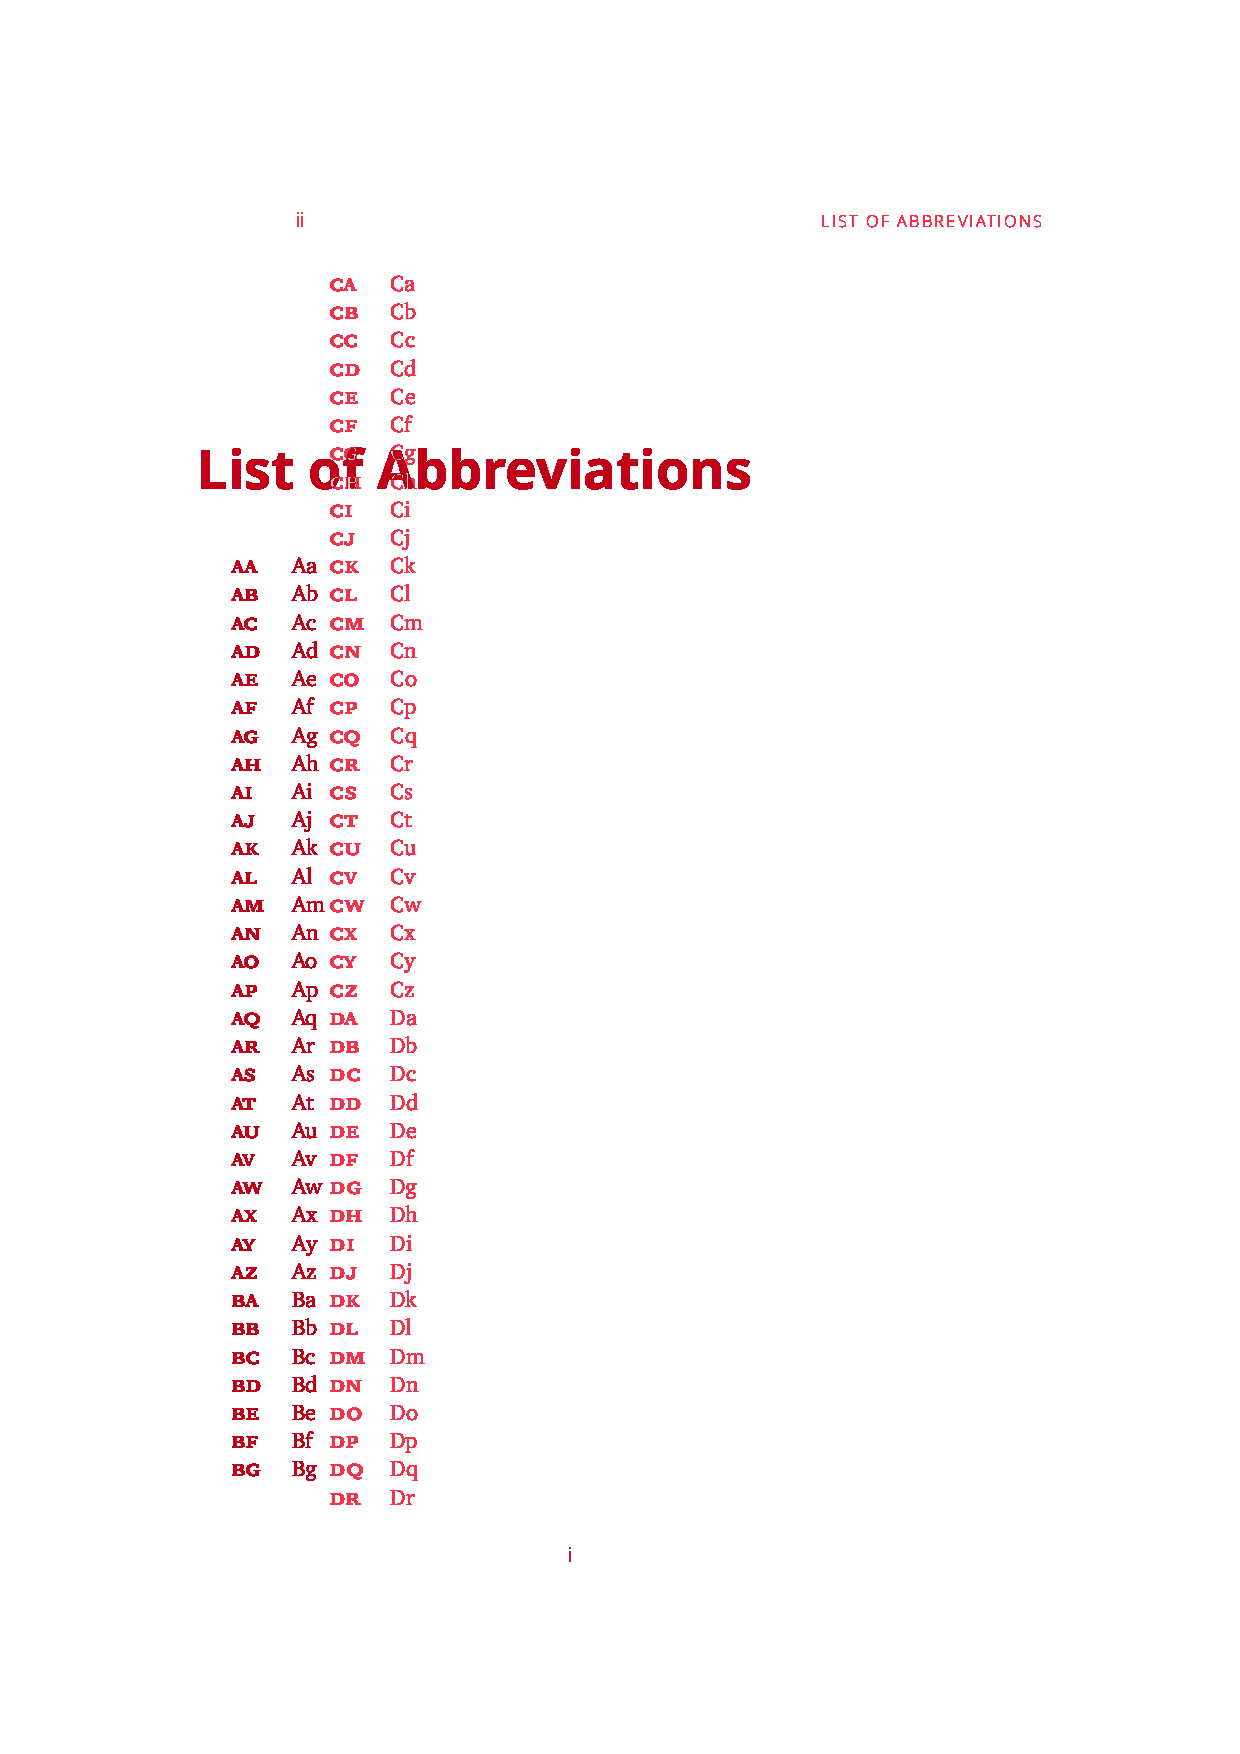 ii LIST OF ABBREVIATIONS
CA Ca
CB Cb
CC Cc
CD Cd
CE Ce
CF Cf
CG Cg
List of Abbreviations
CH Ch
CI Ci
CJ Cj
AA Aa CK Ck
AB Ab CL Cl
AC Ac CM Cm
AD Ad CN Cn
AE Ae CO Co
AF Af CP Cp
AG Ag CQ Cq
AH Ah CR Cr
AI Ai CS Cs
AJ Aj CT Ct
AK Ak CU Cu
AL Al CV Cv
AM Am CW Cw
AN An CX Cx
AO Ao CY Cy
AP Ap CZ Cz
AQ Aq DA Da
AR Ar DB Db
AS As DC Dc
AT At DD Dd
AU Au DE De
AV Av DF Df
AW Aw DG Dg
AX Ax DH Dh
AY Ay DI Di
AZ Az DJ Dj
BA Ba DK Dk
BB Bb DL Dl
BC Bc DM Dm
BD Bd DN Dn
BE Be DO Do
BF Bf DP Dp
BG Bg DQ Dq
DR Dr
i